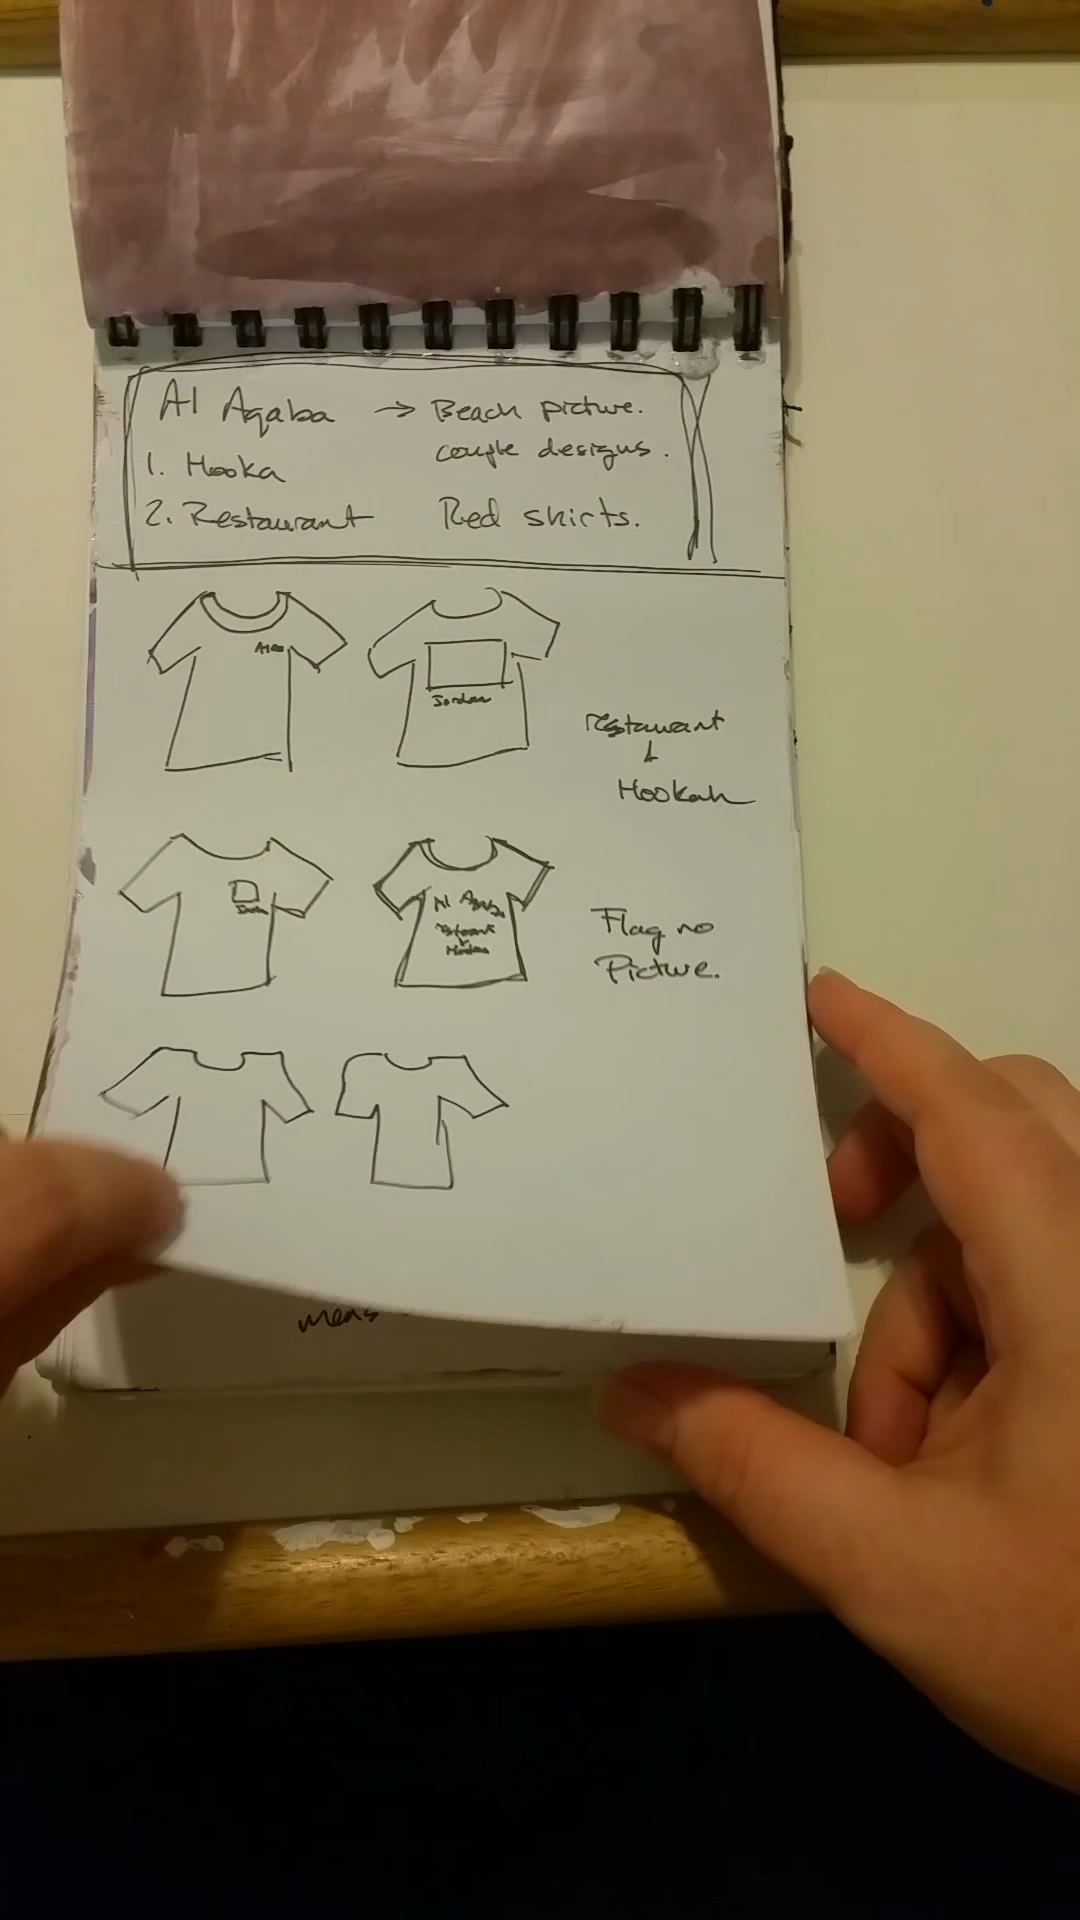 Al Aqaba → Beach picture.
couple designs.
1. Hooka
2. Restaurant Red shirts.
Jordan
restaurant
Hookah
Al Aqaba
Restaurant
Hookah
Flag no
Picture.
mens